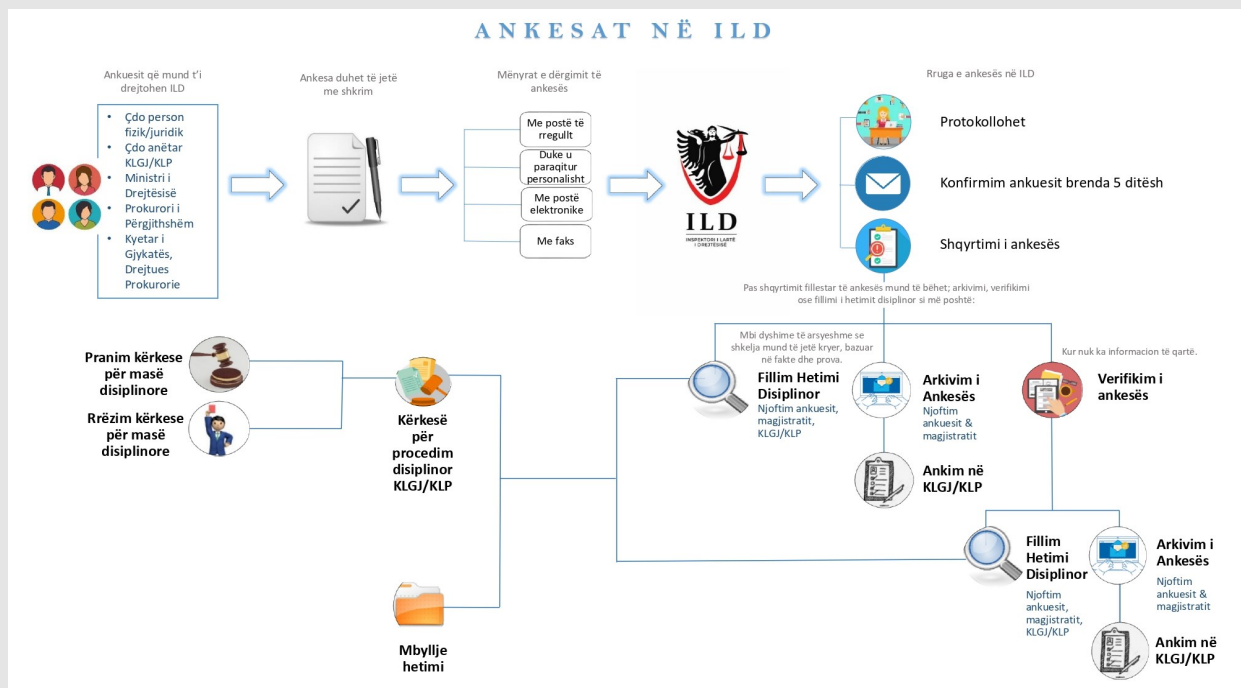 ANKESAT NË ILD
Ankuesit që mund t'i
drejtohen ILD
• Çdo person
fizik/juridik
• Çdo anëtar
KLGJ/KLP
• Ministri i
Drejtësisë
• Prokurori i
Përgjithshëm
• Kyetar i
Gjykatës,
Drejtues
Prokurorie
Ankesa duhet të jetë
me shkrim
Mënyrat e dërgimit të
ankesës
Me postë të
rregullt
Duke u
paraqitur
personalisht
Me postë
elektronike
Me faks
ILD
INSPEKTORI I LARTË
I DREJTËSISË
Rruga e ankesës në ILD
Protokollohet
Konfirmim ankuesit brenda 5 ditësh
Shqyrtimi i ankesës
Pas shqyrtimit fillestar të ankesës mund të bëhet; arkivimi, verifikimi
ose fillimi i hetimit disiplinor si më poshtë:
Mbi dyshime të arsyeshme se
shkelja mund të jetë kryer, bazuar
në fakte dhe prova.
Fillim Hetimi
Disiplinor
Njoftim ankuesit,
magjistratit,
KLGJ/KLP
Arkivim i
Ankesës
Njoftim
ankuesit &
magjistratit
Ankim në
KLGJ/KLP
Kur nuk ka informacion të qartë.
Verifikim i
ankesës
Fillim
Hetimi
Disiplinor
Njoftim
ankuesit,
magjistratit,
KLGJ/KLP
Arkivim i
Ankesës
Njoftim
ankuesit &
magjistratit
Ankim në
KLGJ/KLP
Kërkesë
për
procedim
disiplinor
KLGJ/KLP
Pranim kërkese
për masë
disiplinore
Rrëzim kërkese
për masë
disiplinore
Mbyllje
hetimi